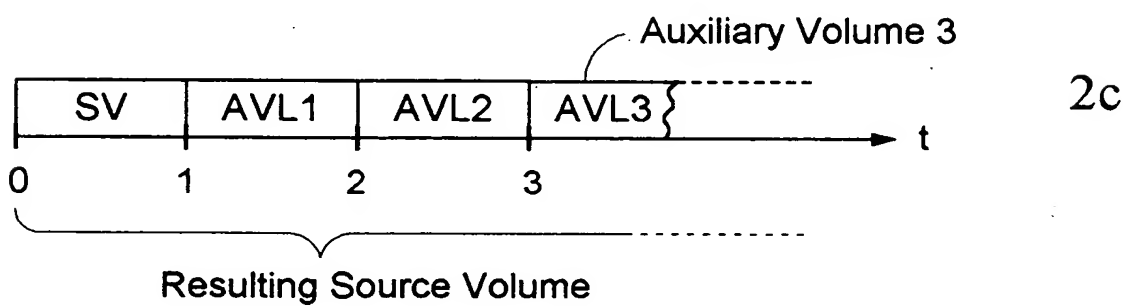 Auxiliary Volume 3
SV AVL1 AVL2 AVL3
2c
t
0 1 2 3
Resulting Source Volume